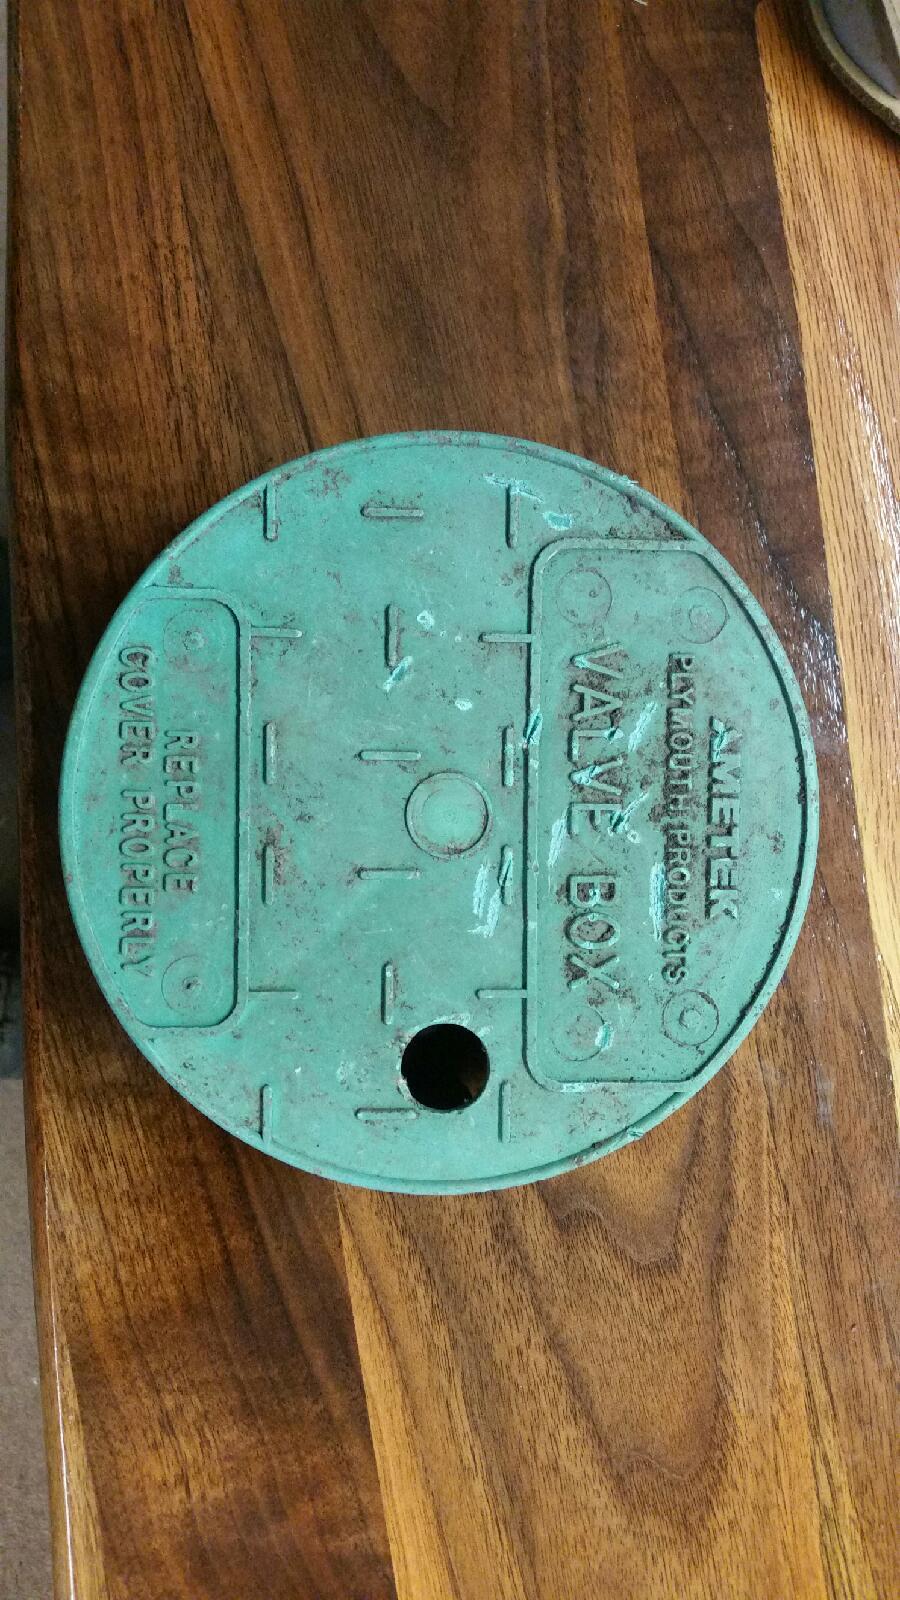 AMETEK
PLYMOUTH PRODUCTS
VALVE BOX
REPLACE
COVER PROPERLY